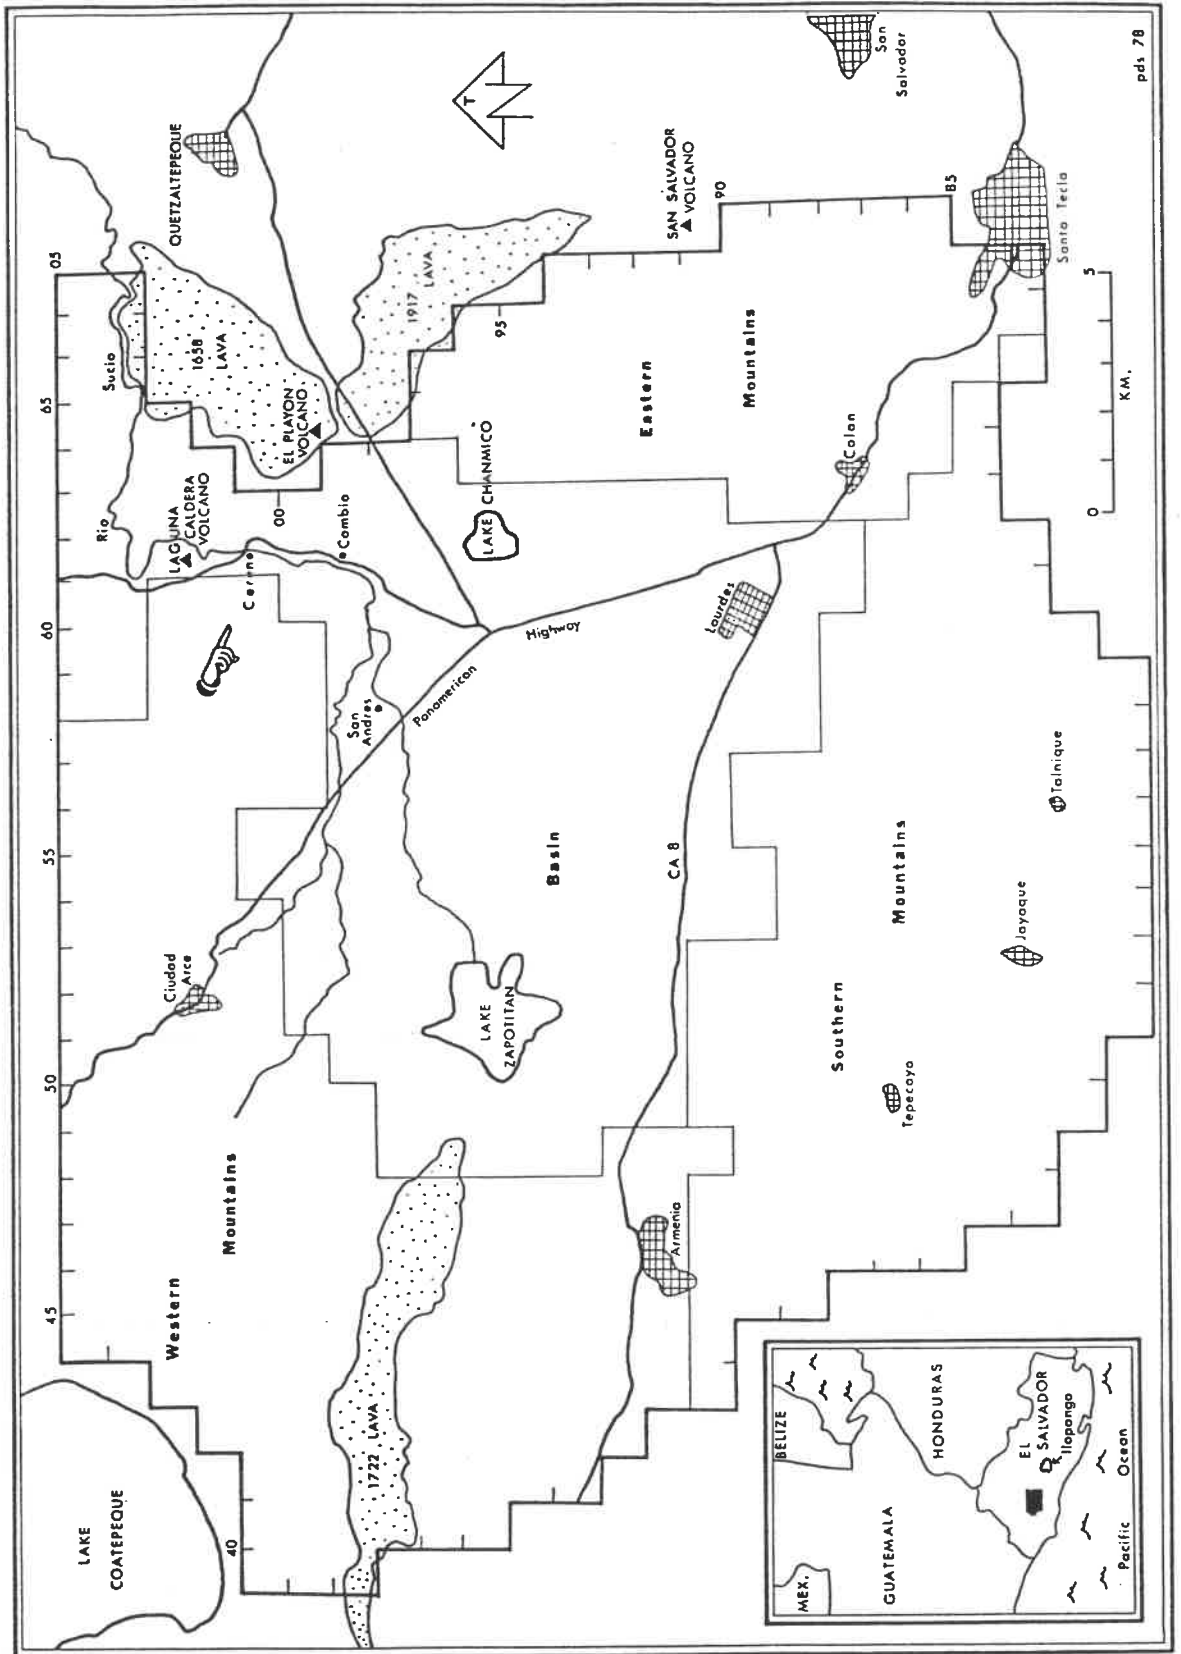 LAKE
COATEPEQUE
Western
Mountains
Ciudad
Arce
1722 LAVA
LAKE
ZAPOTITAN
San
Andres
Panamerican
Highway
Basin
CA 8
Lourdes
Armenia
Southern
Mountains
Tepecoyo
Jayaque
Talnique
Colan
Eastern
Mountains
LAKE CHANMICO
Cambio
Ceren
LAGUNA
CALDERA
VOLCANO
Rio
Sucio
EL PLAYON
VOLCANO
1658
LAVA
1917 LAVA
QUETZALTEPEQUE
T
N
SAN SALVADOR
VOLCANO
San
Salvador
Santa Tecla
40
45
50
55
60
65
05
00
95
90
85
0
5
KM.
MEX.
BELIZE
GUATEMALA
HONDURAS
EL
SALVADOR
Ilopango
Pacific Ocean
pds 78